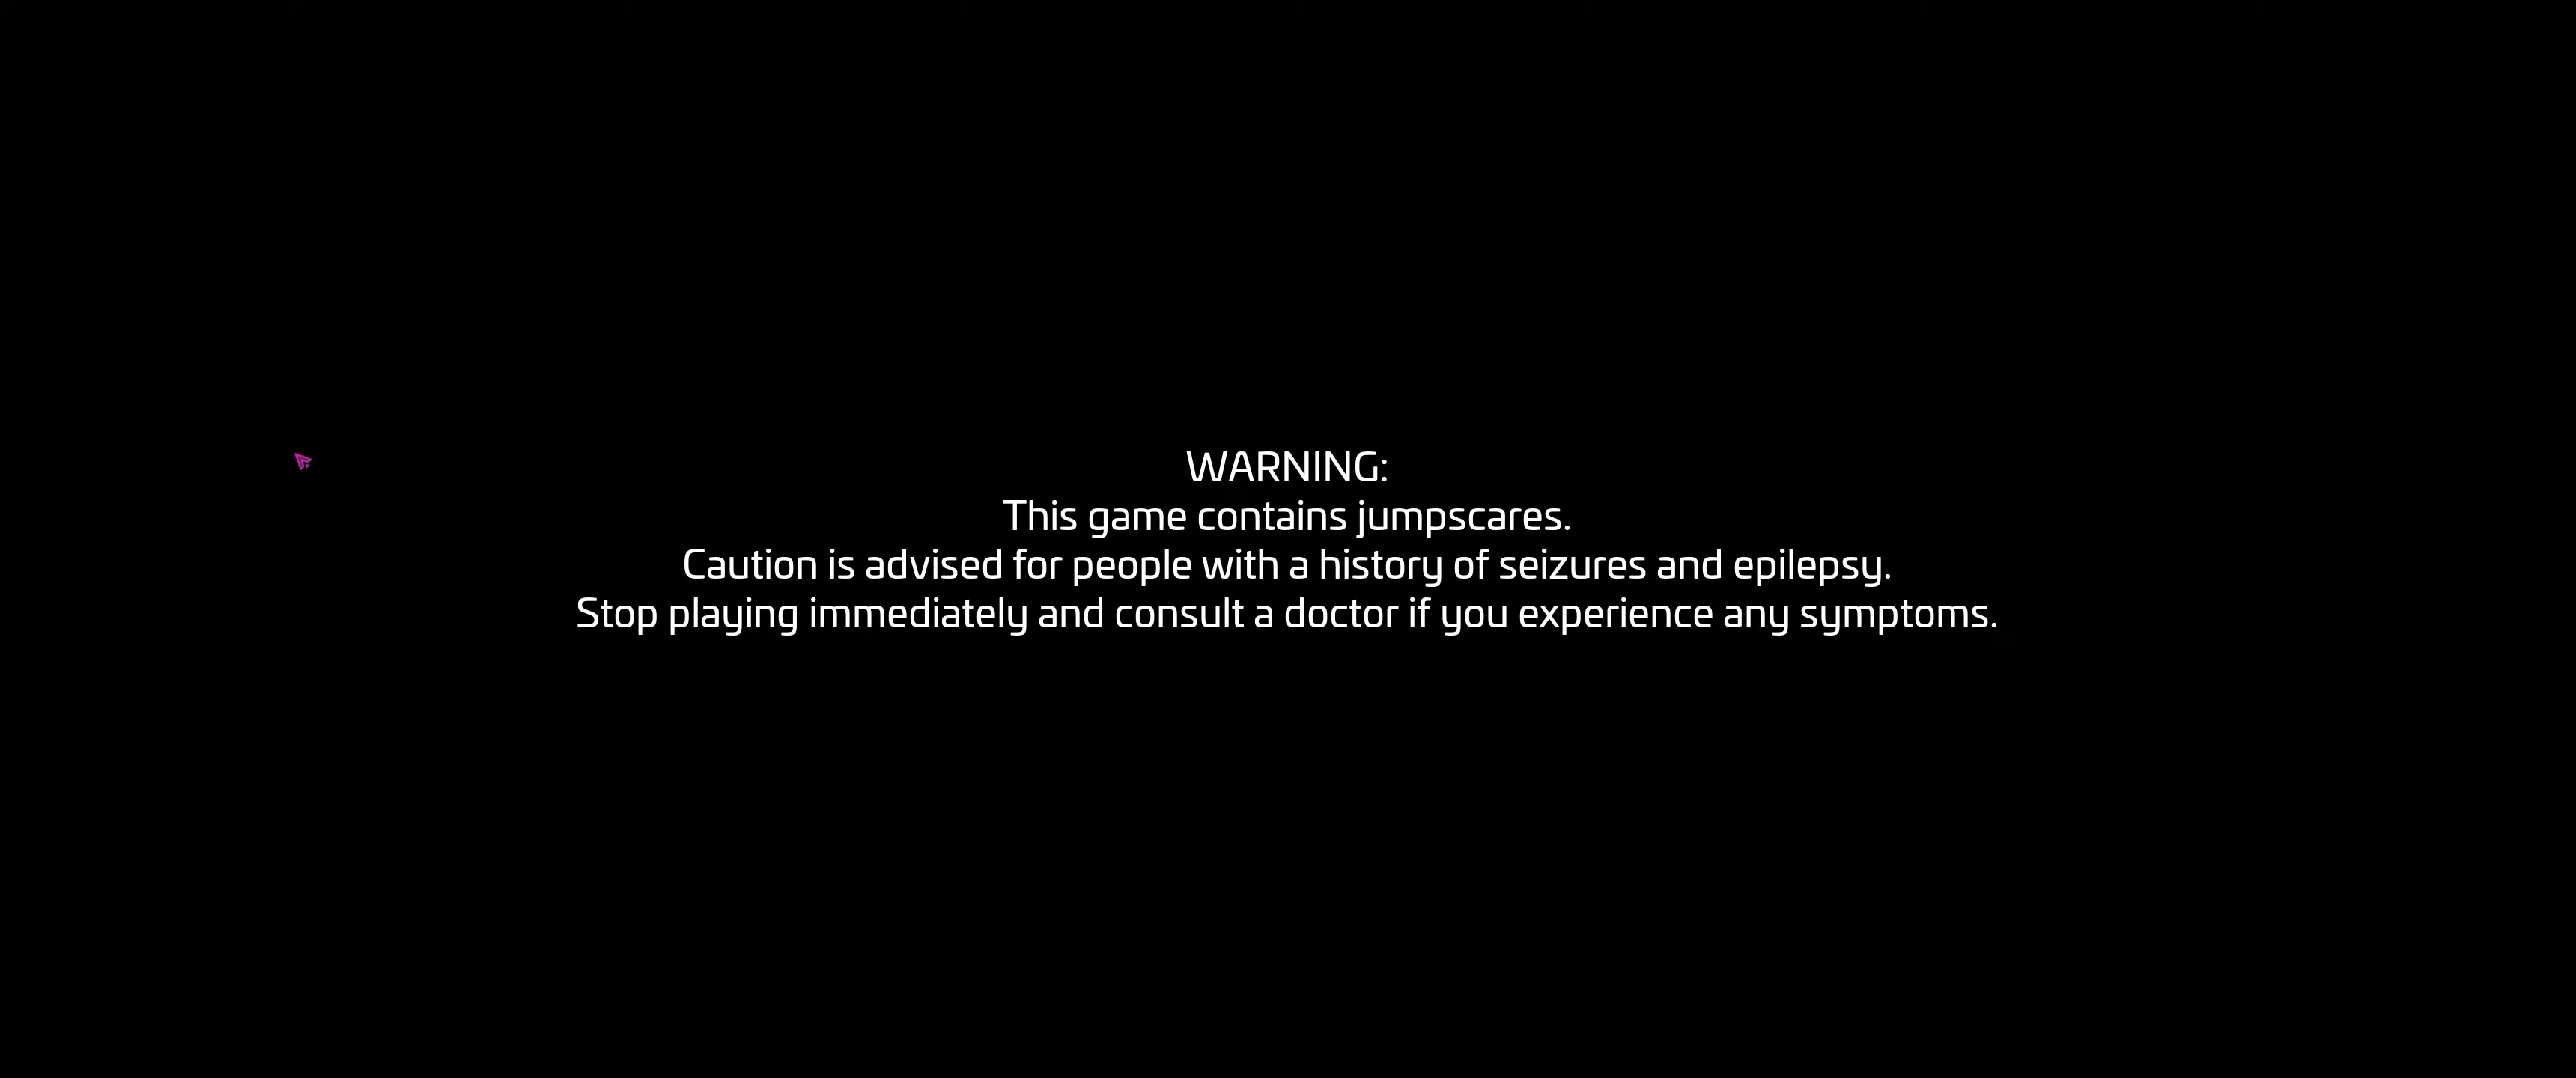 WARNING:
This game contains jumpscares.
Caution is advised for people with a history of seizures and epilepsy.
Stop playing immediately and consult a doctor if you experience any symptoms.